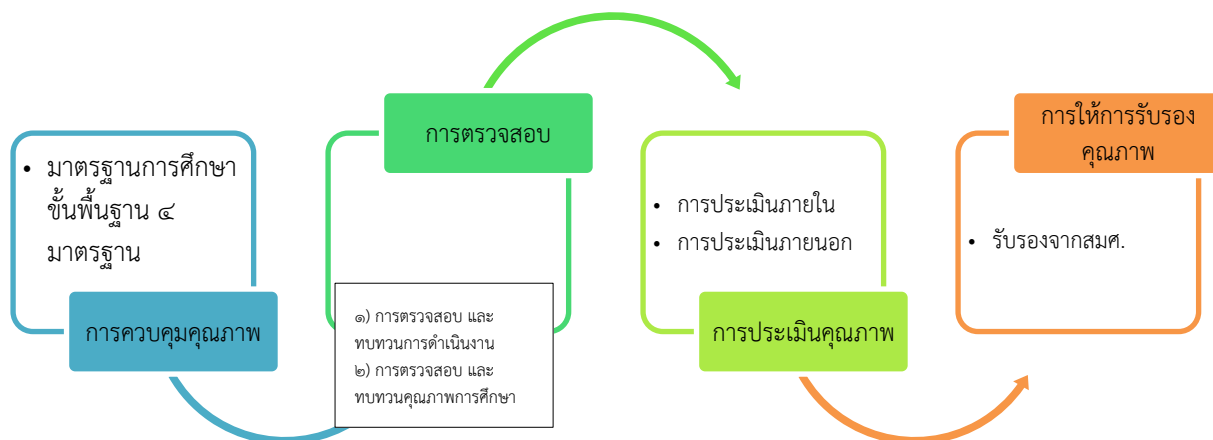 • มาตรฐานการศึกษา
ขั้นพื้นฐาน ๔
มาตรฐาน
การควบคุมคุณภาพ
การตรวจสอบ
๑) การตรวจสอบ และ
ทบทวนการดำเนินงาน
๒) การตรวจสอบ และ
ทบทวนคุณภาพการศึกษา
• การประเมินภายใน
• การประเมินภายนอก
การประเมินคุณภาพ
การให้การรับรอง
คุณภาพ
• รับรองจากสมศ.